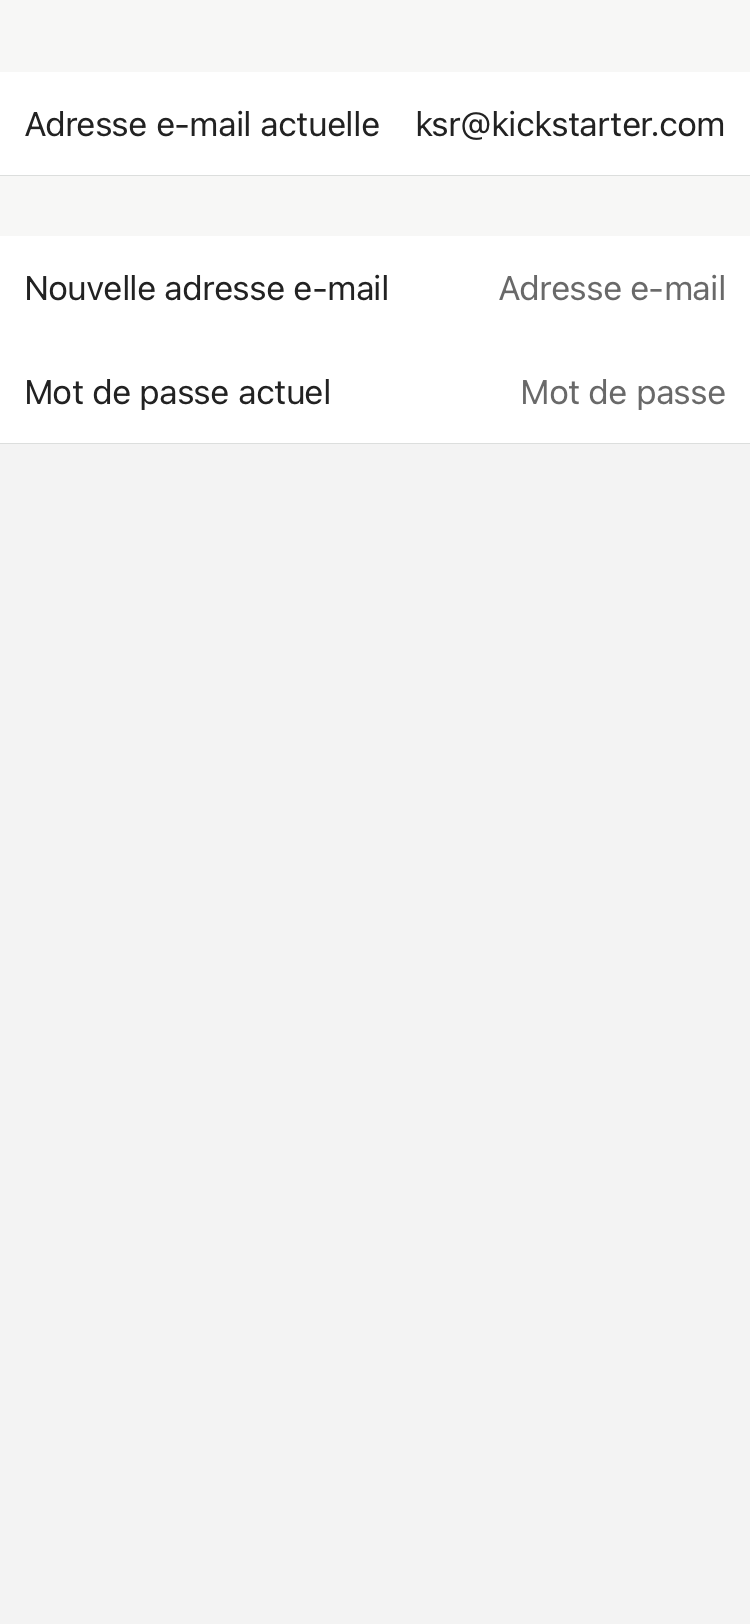 Adresse e-mail actuelle ksr@kickstarter.com
Nouvelle adresse e-mail Adresse e-mail
Mot de passe actuel Mot de passe